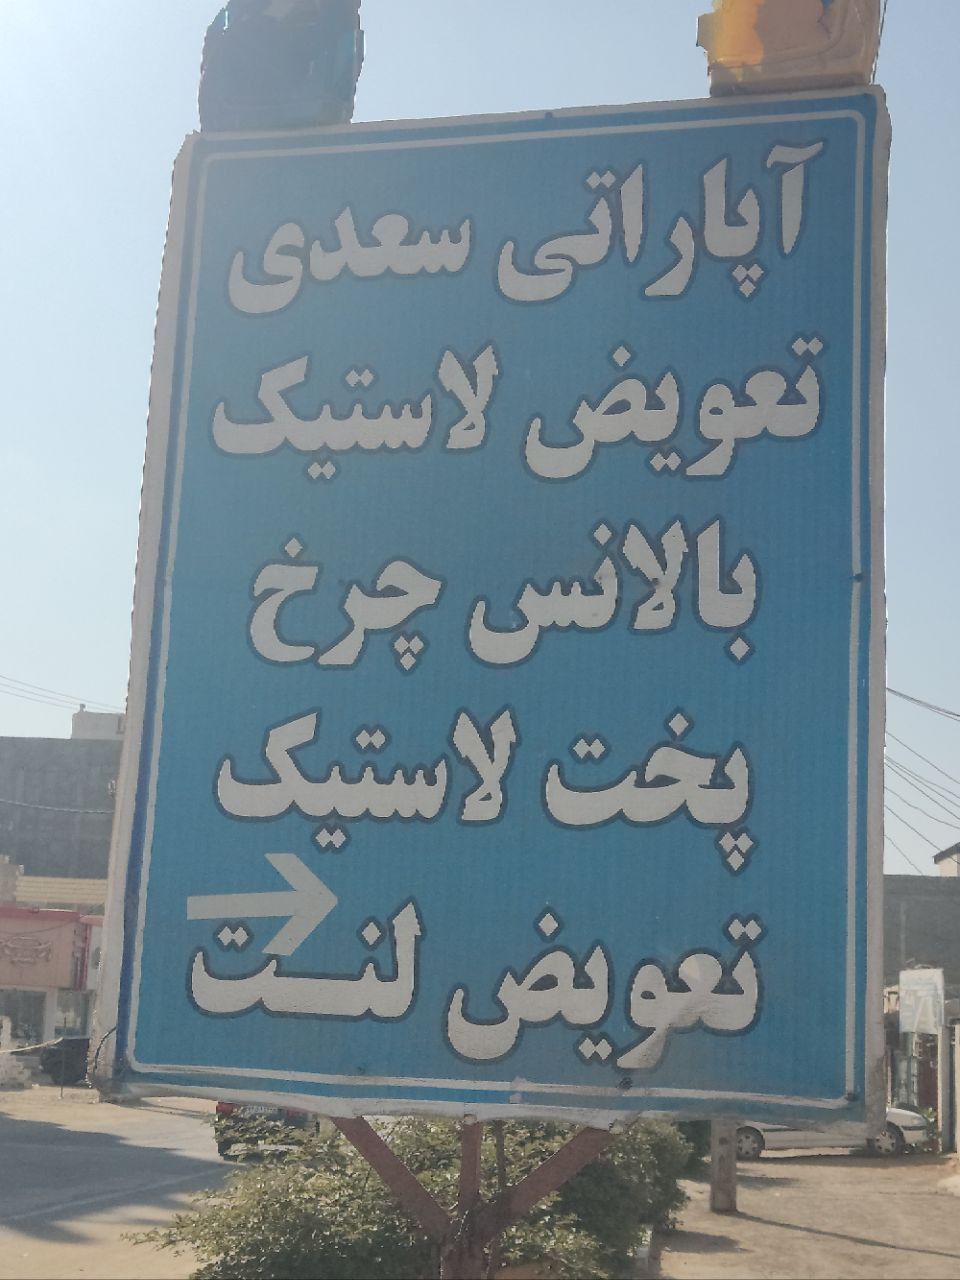 آپاراتی سعدی
تعویض لاستیک
بالانس چرخ
پخت لاستیک
تعویض لنت